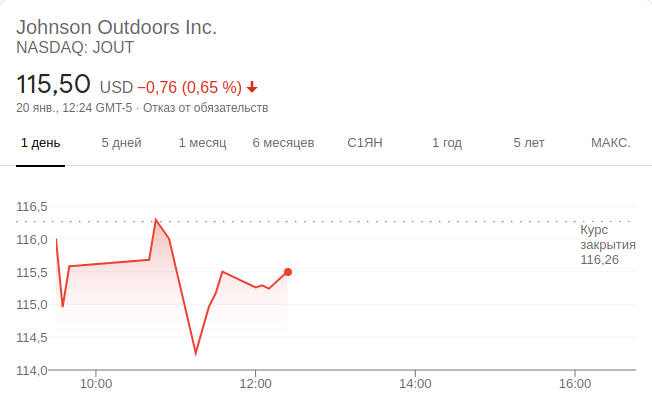 Johnson Outdoors Inc.
NASDAQ: JOUT
115,50 USD −0,76 (0,65 %)
20 янв., 12:24 GMT-5 · Отказ от обязательств
1 день 5 дней 1 месяц 6 месяцев С1ЯН 1 год 5 лет МАКС.
116,5
116,0
115,5
115,0
114,5
114,0
Курс
закрытия
116,26
10:00 12:00 14:00 16:00